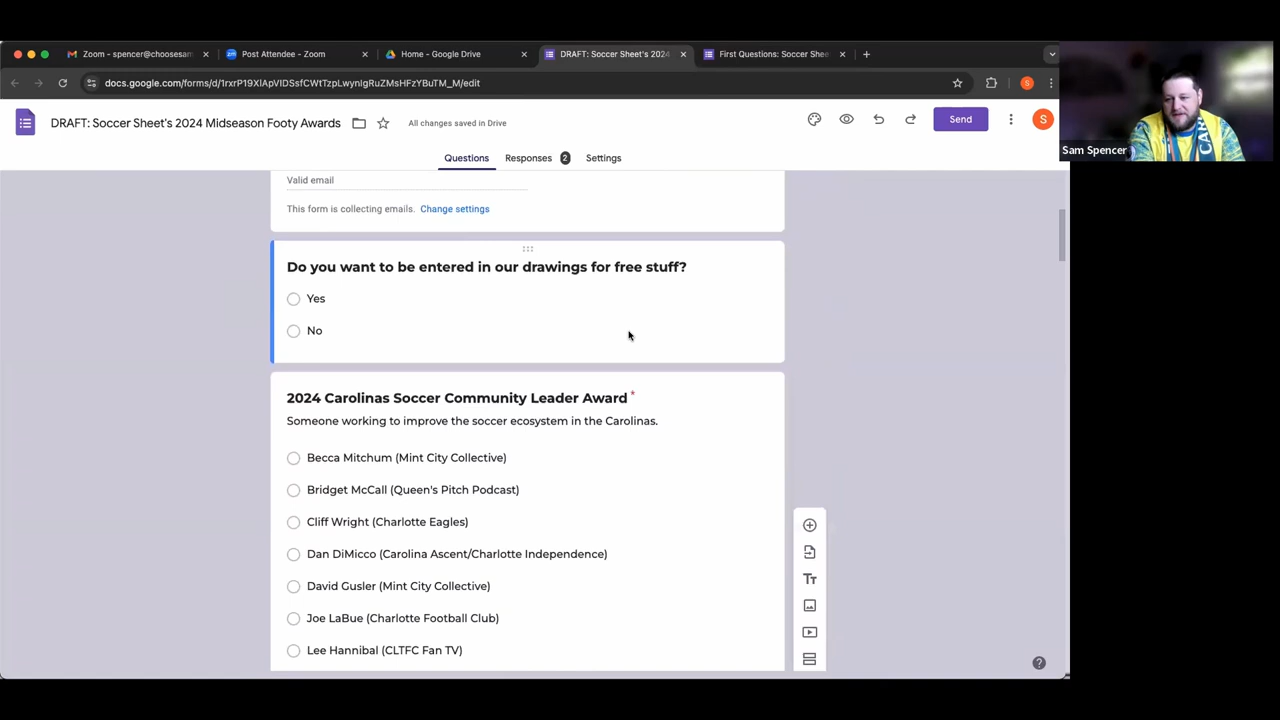 Zoom - spencer@choosesan
Post Attendee - Zoom
Home - Google Drive
DRAFT: Soccer Sheet's 2024
First Questions: Soccer Shee
docs.google.com/forms/d/1rxrP19XlApVIDSsfCWtTzpLwynIgRuZMsHFzYBuTM_M/edit
DRAFT: Soccer Sheet's 2024 Midseason Footy Awards
All changes saved in Drive
Send
S
Questions
Responses 2
Settings
Sam Spencer
Valid email
This form is collecting emails. Change settings
Do you want to be entered in our drawings for free stuff?
Yes
No
2024 Carolinas Soccer Community Leader Award *
Someone working to improve the soccer ecosystem in the Carolinas.
Becca Mitchum (Mint City Collective)
Bridget McCall (Queen's Pitch Podcast)
Cliff Wright (Charlotte Eagles)
Dan DiMicco (Carolina Ascent/Charlotte Independence)
David Gusler (Mint City Collective)
Joe LaBue (Charlotte Football Club)
Lee Hannibal (CLTFC Fan TV)
Tт